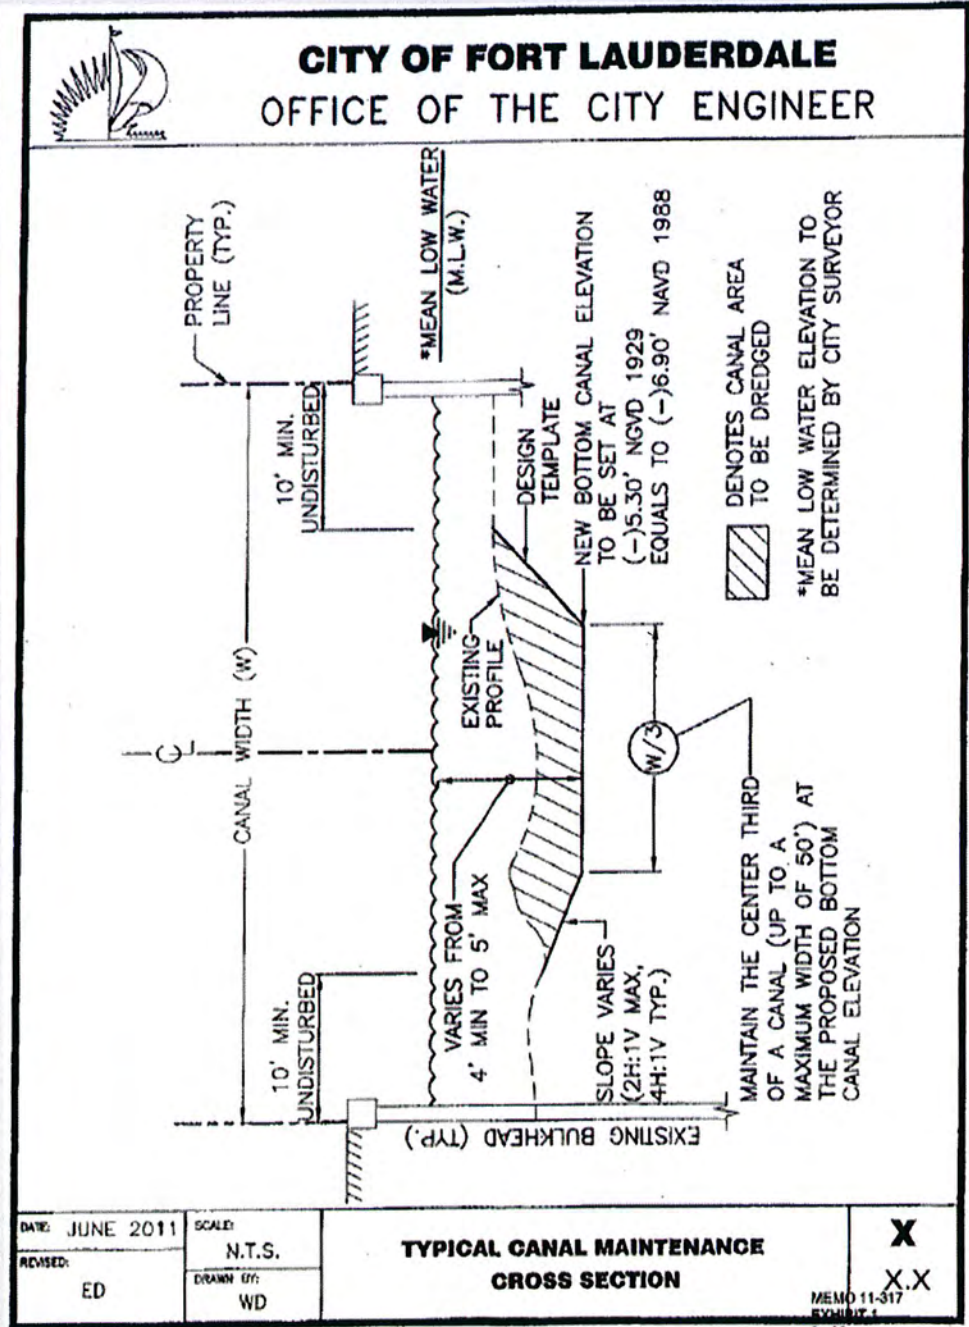 CITY OF FORT LAUDERDALE
OFFICE OF THE CITY ENGINEER
PROPERTY
LINE (TYP.)
*MEAN LOW WATER
(M.L.W.)
10' MIN.
UNDISTURBED
CANAL WIDTH (W)
C
L
10' MIN.
UNDISTURBED
EXISTING
PROFILE
DESIGN
TEMPLATE
NEW BOTTOM CANAL ELEVATION
TO BE SET AT
(-)5.30' NGVD 1929
EQUALS TO (-)6.90' NAVD 1988
VARIES FROM
4' MIN TO 5' MAX
W/3
SLOPE VARIES
(2H:1V MAX,
4H:1V TYP.)
EXISTING BULKHEAD (TYP.)
MAINTAIN THE CENTER THIRD
OF A CANAL (UP TO A
MAXIMUM WIDTH OF 50') AT
THE PROPOSED BOTTOM
CANAL ELEVATION
DENOTES CANAL AREA
TO BE DREDGED
*MEAN LOW WATER ELEVATION TO
BE DETERMINED BY CITY SURVEYOR
DATE: JUNE 2011
REVISED:
ED
SCALE:
N.T.S.
DRAWN BY:
WD
TYPICAL CANAL MAINTENANCE
CROSS SECTION
X
X.X
MEMO 11-317
EXHIBIT 1